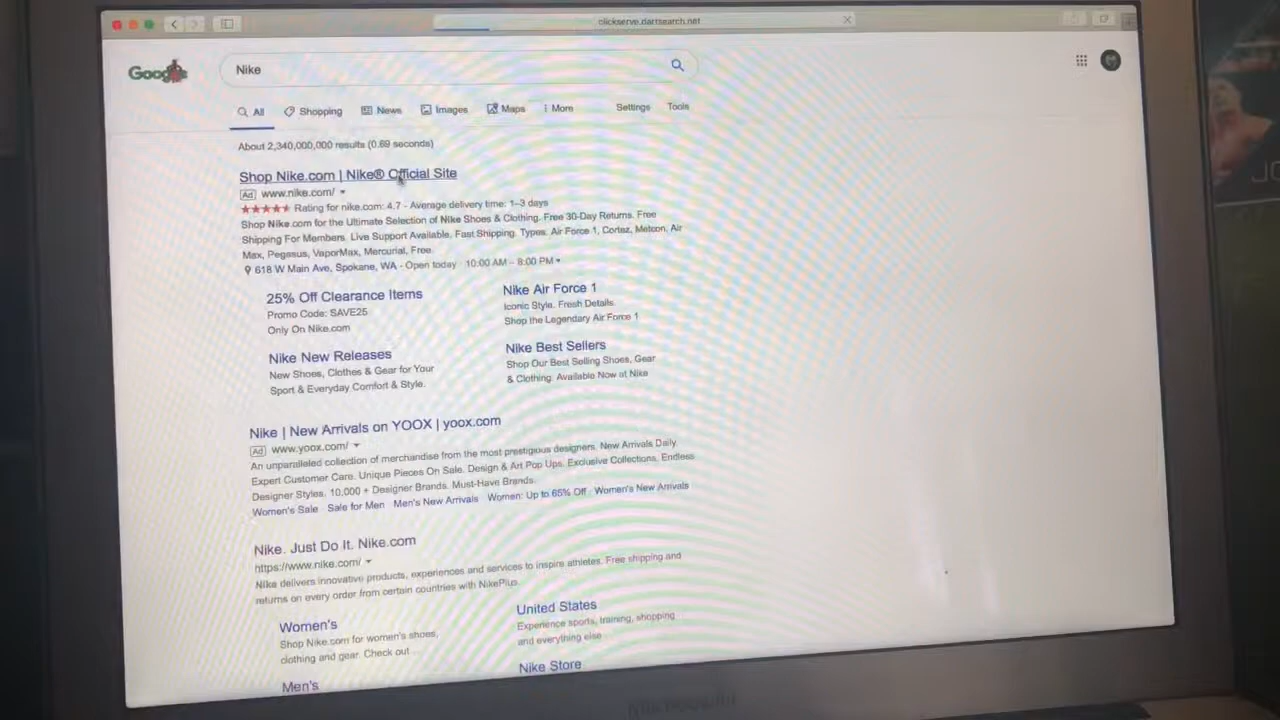 clickserve.dartsearch.net
Google
Nike
All Shopping News Images Maps More Settings Tools
About 2,340,000,000 results (0.69 seconds)
Shop Nike.com | Nike® Official Site
Ad www.nike.com/
Rating for nike.com: 4.7 - Average delivery time: 1–3 days
Shop Nike.com for the Ultimate Selection of Nike Shoes & Clothing. Free 30-Day Returns. Free
Shipping For Members. Live Support Available. Fast Shipping. Types: Air Force 1, Cortez, Metcon, Air
Max, Pegasus, VaporMax, Mercurial, Free.
618 W Main Ave, Spokane, WA - Open today · 10:00 AM – 8:00 PM
25% Off Clearance Items
Promo Code: SAVE25
Only On Nike.com
Nike Air Force 1
Iconic Style. Fresh Details.
Shop the Legendary Air Force 1
Nike New Releases
New Shoes, Clothes & Gear for Your
Sport & Everyday Comfort & Style.
Nike Best Sellers
Shop Our Best Selling Shoes, Gear
& Clothing. Available Now at Nike
Nike | New Arrivals on YOOX | yoox.com
Ad www.yoox.com/
An unparalleled collection of merchandise from the most prestigious designers. New Arrivals Daily
Expert Customer Care. Unique Pieces On Sale. Design & Art Pop Ups. Exclusive Collections. Endless
Designer Styles. 10,000 + Designer Brands. Must-Have Brands.
Women's Sale · Sale for Men · Men's New Arrivals · Women: Up to 65% Off · Women's New Arrivals
Nike. Just Do It. Nike.com
https://www.nike.com/
Nike delivers innovative products, experiences and services to inspire athletes. Free shipping and
returns on every order from certain countries with NikePlus.
Women's
Shop Nike.com for women's shoes,
clothing and gear. Check out ...
United States
Experience sports, training, shopping
and everything else ...
Men's
Nike Store